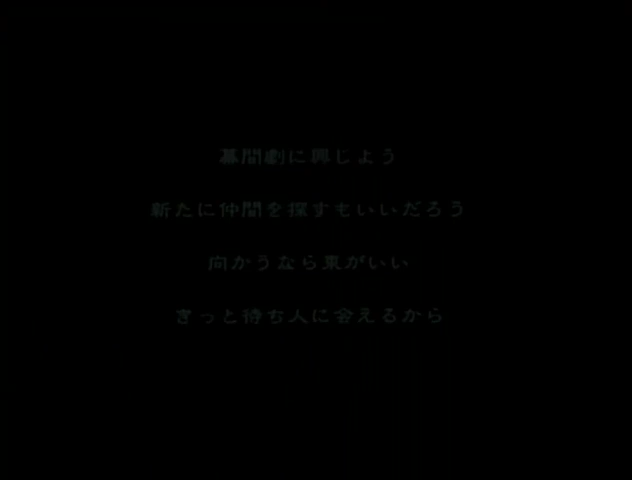 幕間劇に興じよう
新たに仲間を探すもいいだろう
向かうなら東がいい
きっと待ち人に会えるから